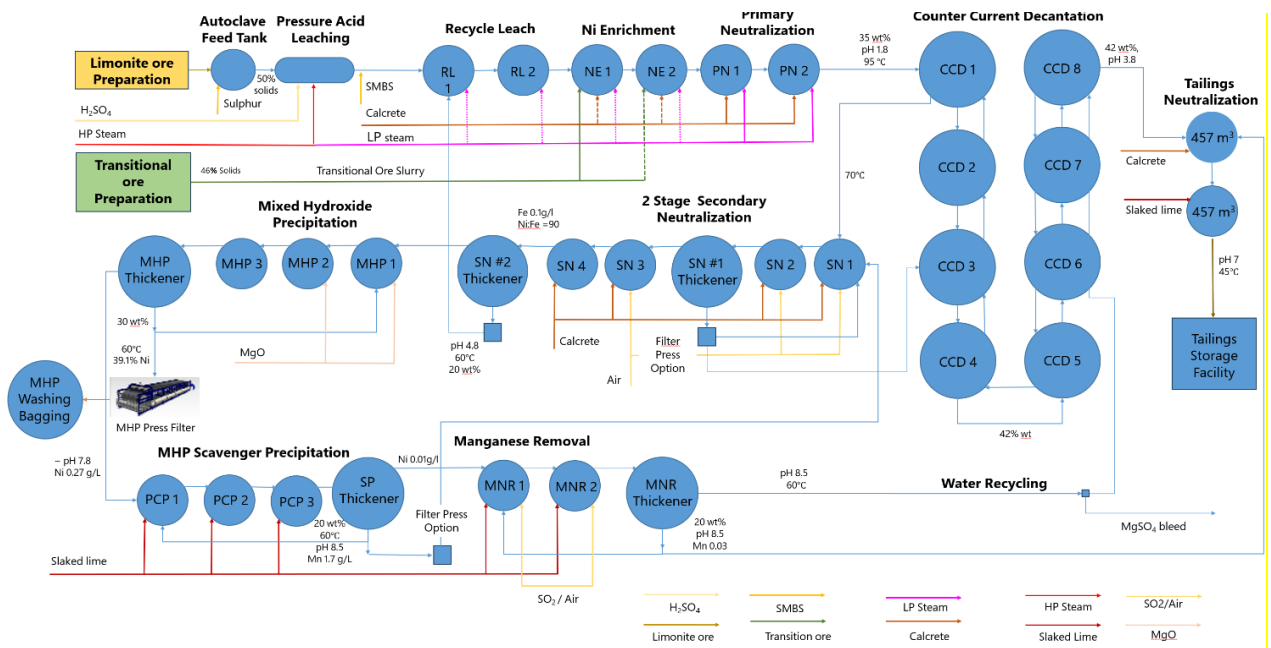 Counter Current Decantation
Autoclave
Feed Tank
Pressure Acid
Leaching
Recycle Leach
Ni Enrichment
Primary
Neutralization
Limonite ore
Preparation
50%
solids
Sulphur
H₂SO₄
HP Steam
SMBS
Calcrete
LP steam
RL
1
RL 2
NE 1
NE 2
PN 1
PN 2
35 wt%
pH 1.8
95 °C
CCD 1
CCD 8
42 wt%,
pH 3.8
Tailings
Neutralization
457 m³
Calcrete
Slaked lime
457 m³
pH 7
45°C
Tailings
Storage
Facility
Transitional
ore
Preparation
46% Solids
Transitional Ore Slurry
70°C
CCD 2
CCD 7
CCD 3
CCD 6
CCD 4
CCD 5
42% wt
Mixed Hydroxide
Precipitation
Fe 0.1g/l
Ni:Fe =90
2 Stage Secondary
Neutralization
MHP
Thickener
MHP 3
MHP 2
MHP 1
SN #2
Thickener
SN 4
SN 3
SN #1
Thickener
SN 2
SN 1
30 wt%
60°C
39.1% Ni
MgO
pH 4.8
60°C
20 wt%
Calcrete
Air
Filter
Press
Option
MHP
Washing
Bagging
MHP Press Filter
~ pH 7.8
Ni 0.27 g/L
MHP Scavenger Precipitation
PCP 1
PCP 2
PCP 3
SP
Thickener
20 wt%
60°C
pH 8.5
Mn 1.7 g/L
Slaked lime
Ni 0.01g/l
Filter Press
Option
Manganese Removal
MNR 1
MNR 2
MNR
Thickener
SO₂ / Air
20 wt%
pH 8.5
Mn 0.03
pH 8.5
60°C
Water Recycling
MgSO₄ bleed
H₂SO₄
SMBS
LP Steam
HP Steam
SO2/Air
Limonite ore
Transition ore
Calcrete
Slaked Lime
MgO